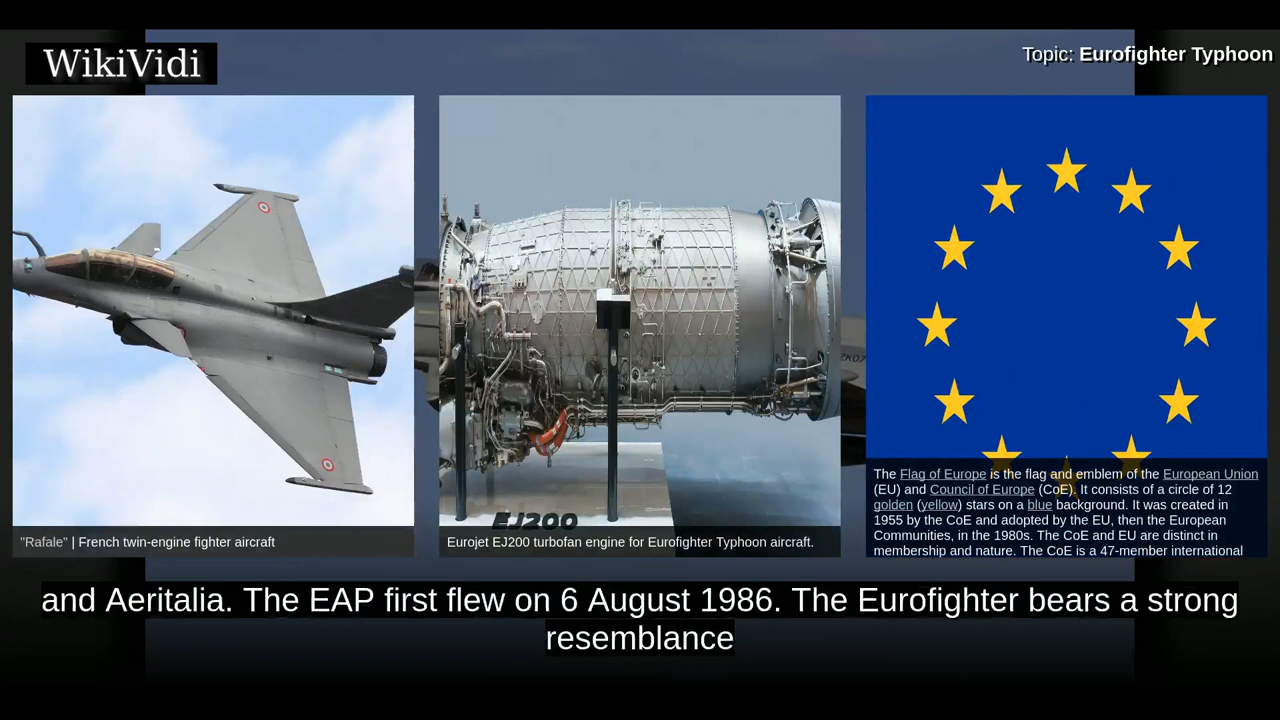 WikiVidi
Topic: Eurofighter Typhoon
EJ200
"Rafale" | French twin-engine fighter aircraft
Eurojet EJ200 turbofan engine for Eurofighter Typhoon aircraft.
The Flag of Europe is the flag and emblem of the European Union
(EU) and Council of Europe (CoE). It consists of a circle of 12
golden (yellow) stars on a blue background. It was created in
1955 by the CoE and adopted by the EU, then the European
Communities, in the 1980s. The CoE and EU are distinct in
membership and nature. The CoE is a 47-member international
and Aeritalia. The EAP first flew on 6 August 1986. The Eurofighter bears a strong
resemblance